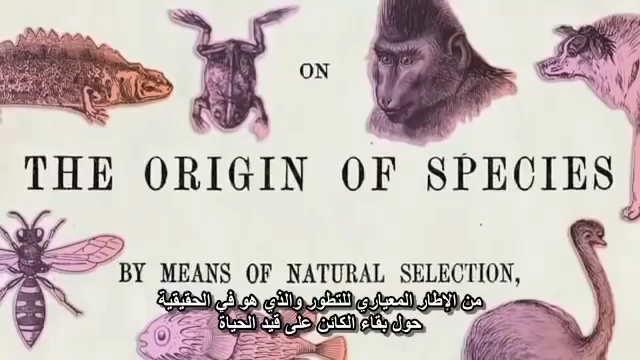 ON
THE ORIGIN OF SPECIES
BY MEANS OF NATURAL SELECTION,
من الإطار المعياري للتطور والذي هو في الحقيقية
حول بقاء الكائن على قيد الحياة